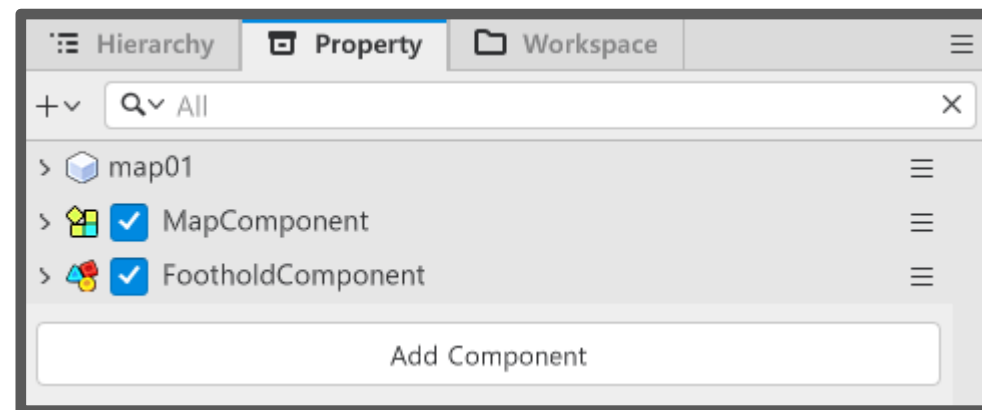 Hierarchy Property Workspace
All
map01
MapComponent
FootholdComponent
Add Component